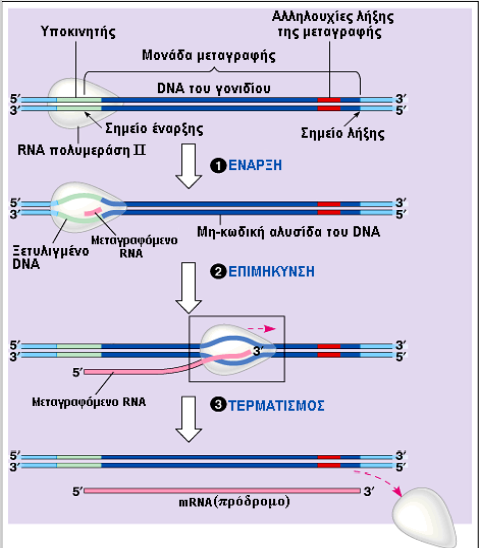 Υποκινητής
Αλληλουχίες λήξης
της μεταγραφής
Μονάδα μεταγραφής
DNA του γονιδίου
5′ 3′
3′ 5′
Σημείο έναρξης
Σημείο λήξης
RNA πολυμεράση II
1 ΕΝΑΡΞΗ
5′ 3′
3′ 5′
Ξετυλιγμένο
DNA
Μεταγραφόμενο
RNA
Μη-κωδική αλυσίδα του DNA
2 ΕΠΙΜΗΚΥΝΣΗ
5′ 3′
3′ 5′
3′
5′
Μεταγραφόμενο RNA
3 ΤΕΡΜΑΤΙΣΜΟΣ
5′ 3′
3′ 5′
5′ 3′
mRNA(πρόδρομο)